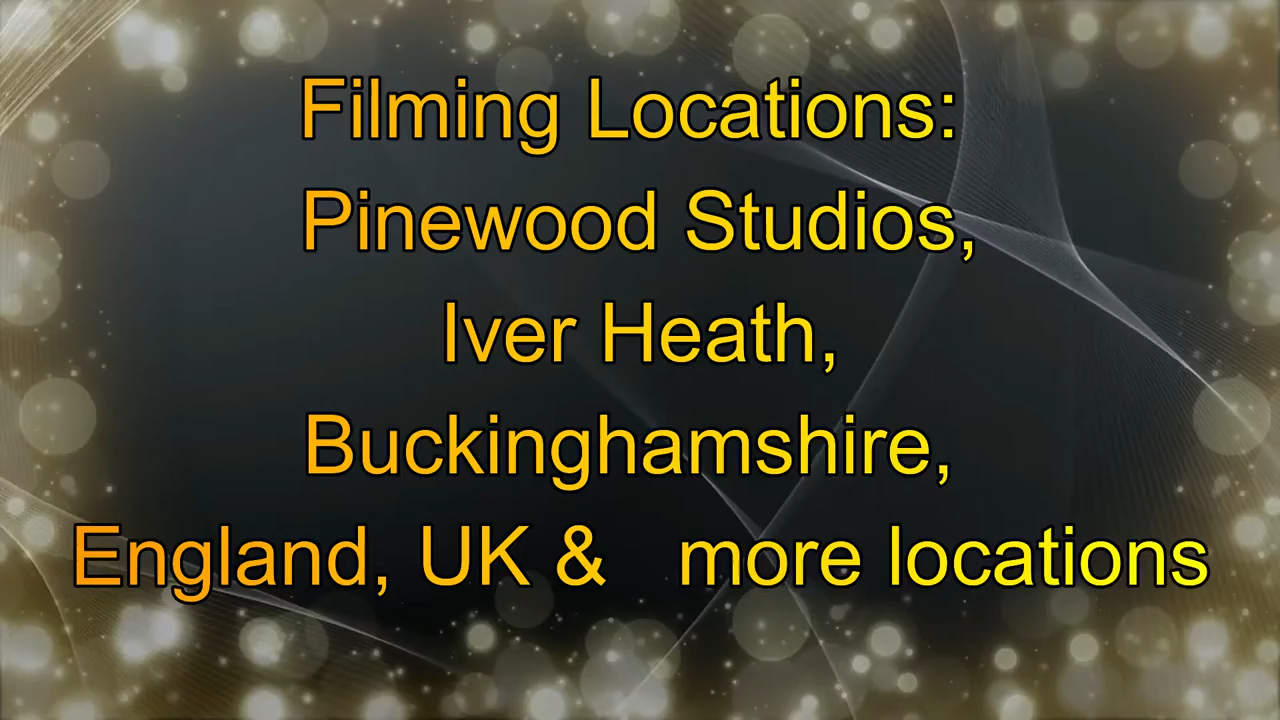 Filming Locations:
Pinewood Studios,
Iver Heath,
Buckinghamshire,
England, UK &   more locations